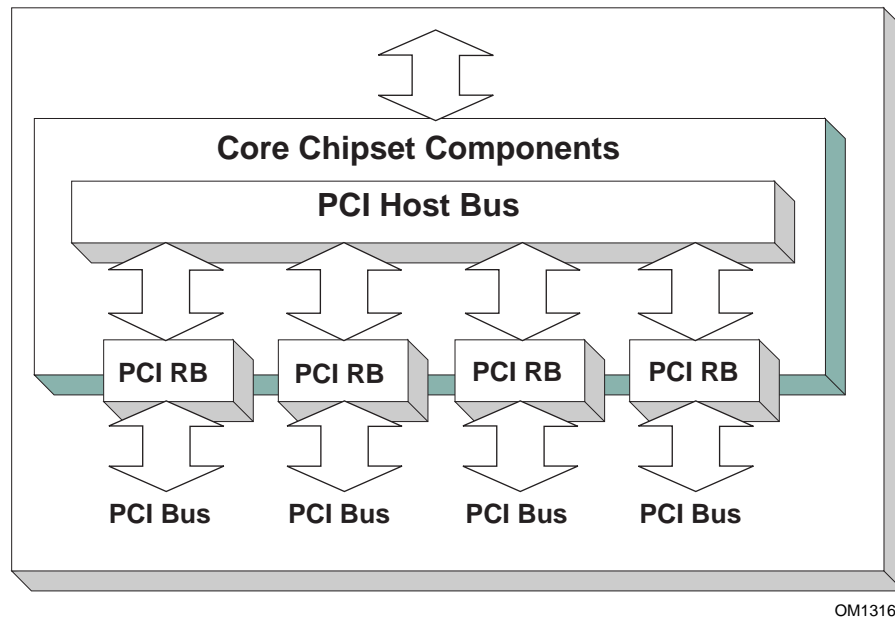 Core Chipset Components
PCI Host Bus
PCI RB PCI RB PCI RB PCI RB
PCI Bus PCI Bus PCI Bus PCI Bus
OM1316